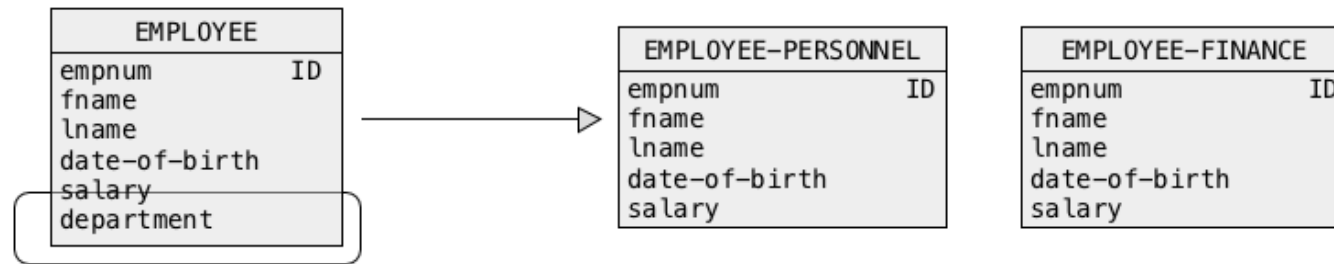 EMPLOYEE
empnum ID
fname
lname
date-of-birth
salary
department
EMPLOYEE-PERSONNEL
empnum ID
fname
lname
date-of-birth
salary
EMPLOYEE-FINANCE
empnum ID
fname
lname
date-of-birth
salary